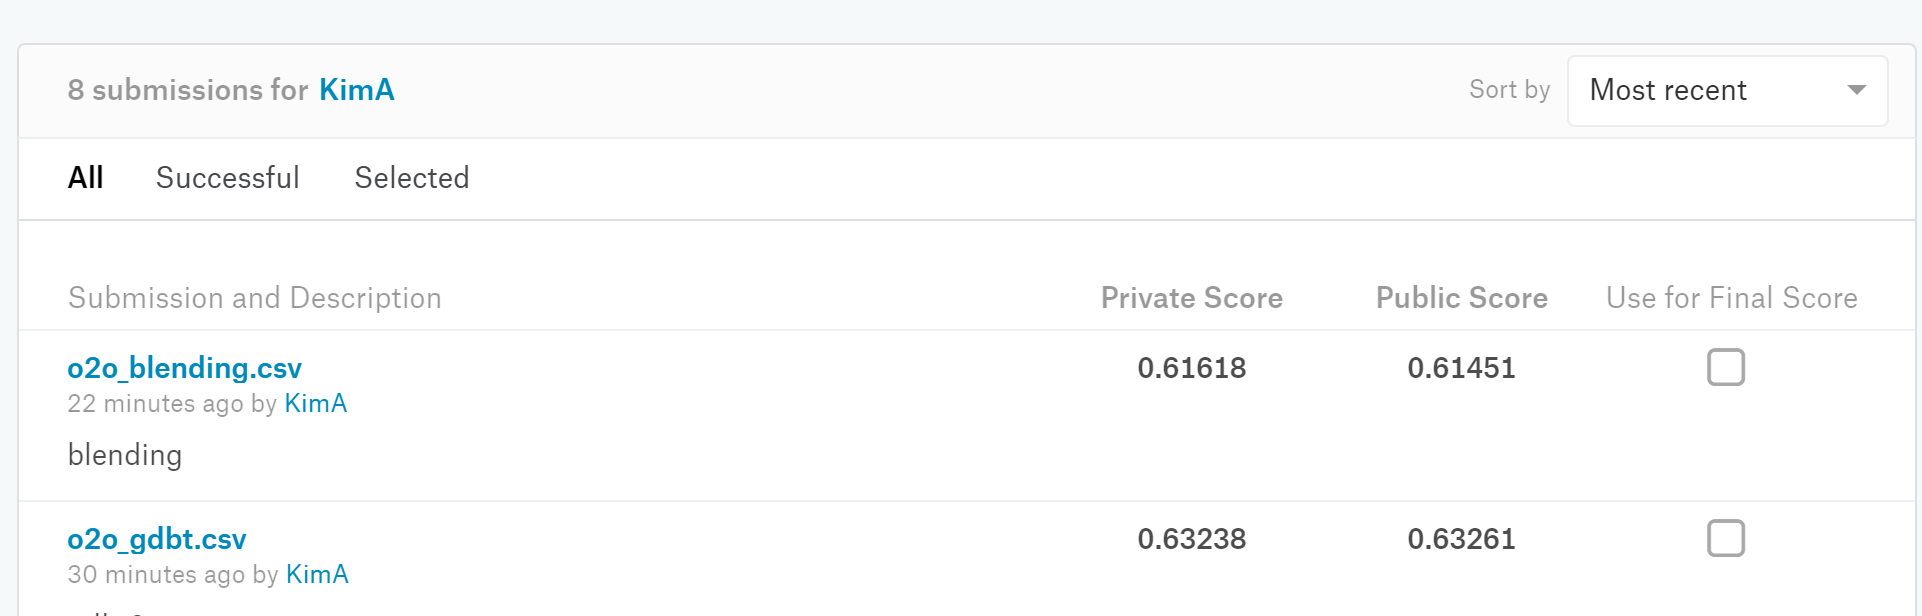 8 submissions for KimA
Sort by Most recent
All Successful Selected
Submission and Description Private Score Public Score Use for Final Score
o2o_blending.csv 0.61618 0.61451
22 minutes ago by KimA
blending
o2o_gdbt.csv 0.63238 0.63261
30 minutes ago by KimA